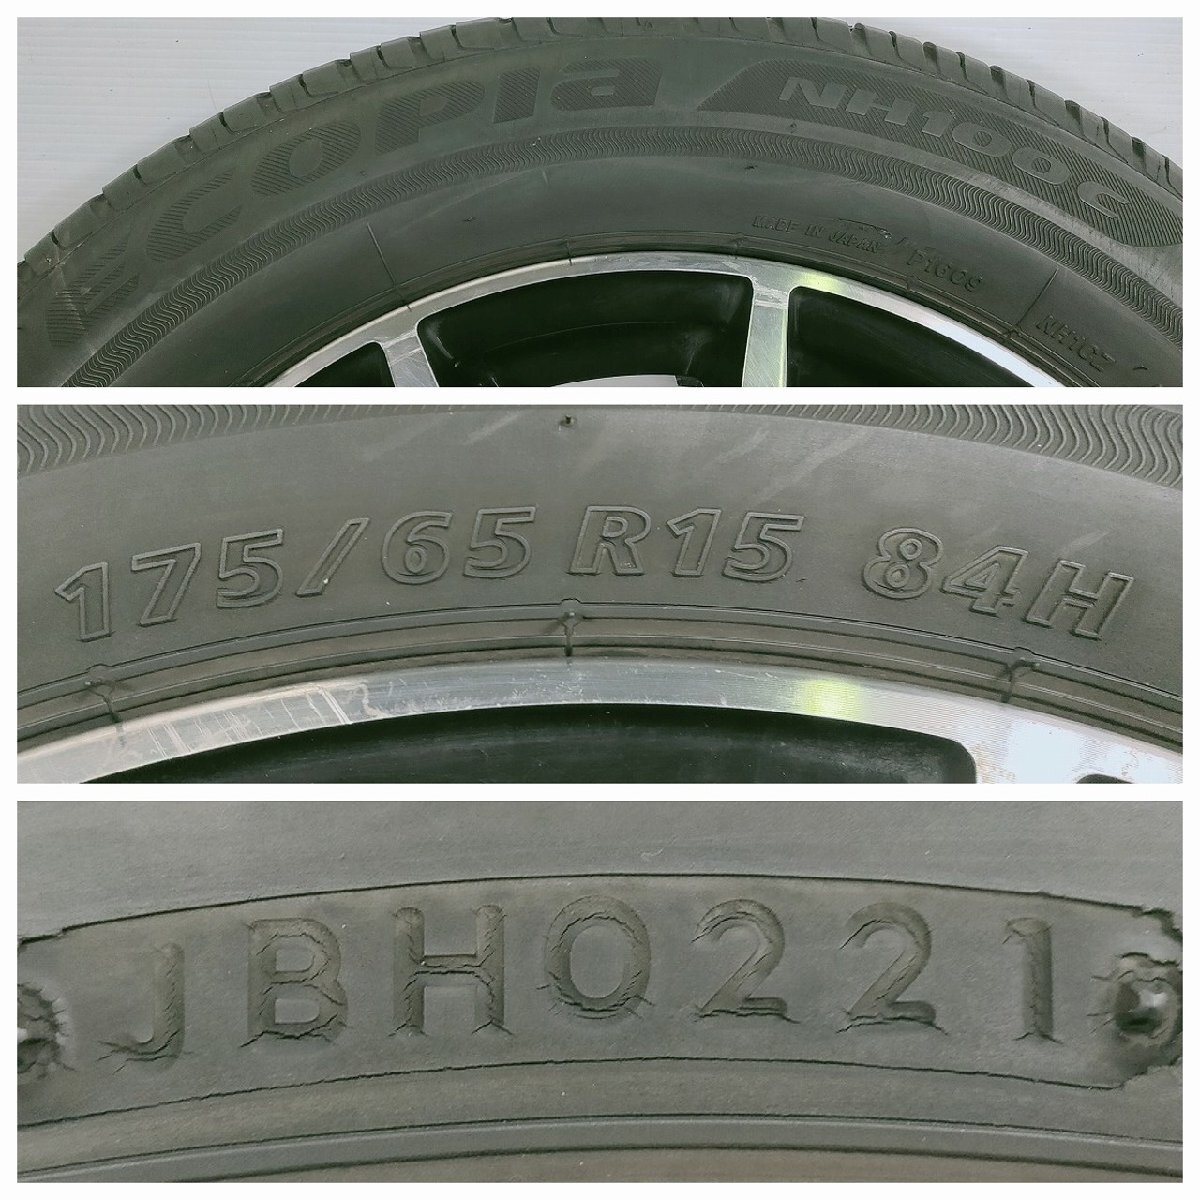 ECOPIA NH100C
MADE IN JAPAN
175/65 R15 84H
JBH0221